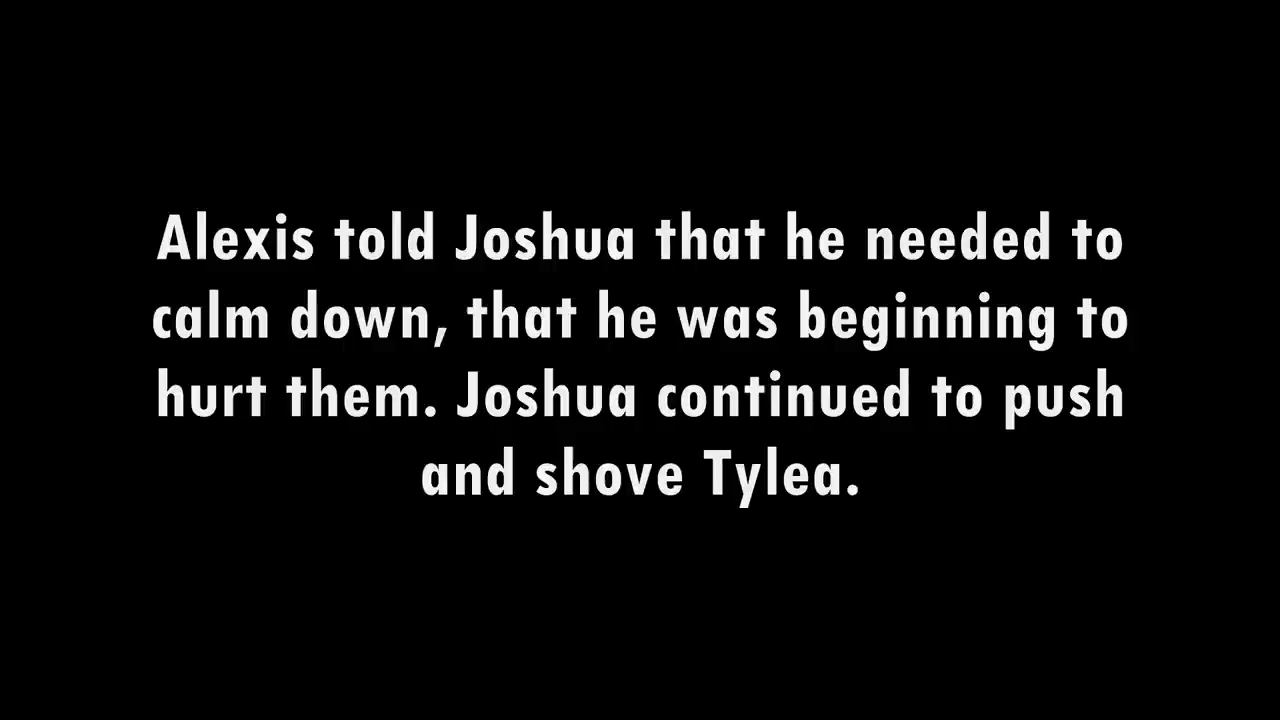 Alexis told Joshua that he needed to
calm down, that he was beginning to
hurt them. Joshua continued to push
and shove Tylea.